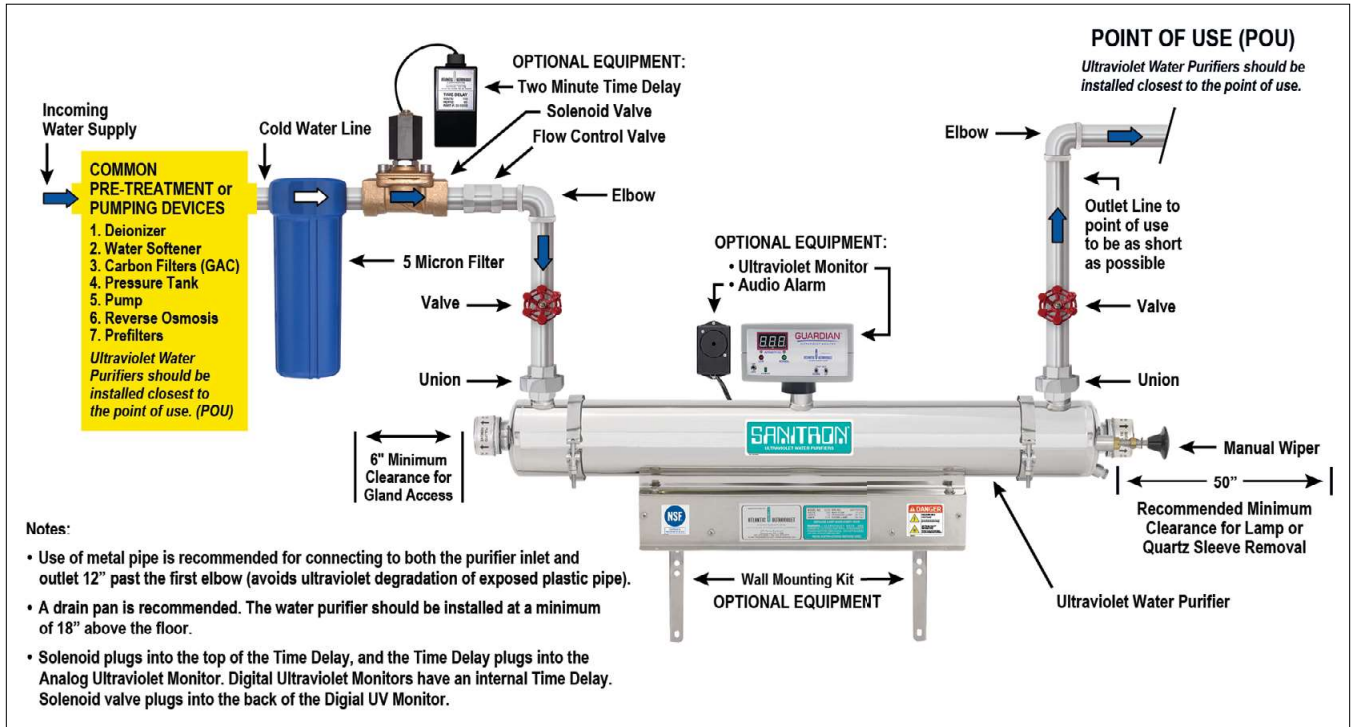 POINT OF USE (POU)
Ultraviolet Water Purifiers should be
installed closest to the point of use.
OPTIONAL EQUIPMENT:
Two Minute Time Delay
Solenoid Valve
Flow Control Valve
Incoming
Water Supply
Cold Water Line
Elbow
COMMON
PRE-TREATMENT or
PUMPING DEVICES
1. Deionizer
2. Water Softener
3. Carbon Filters (GAC)
4. Pressure Tank
5. Pump
6. Reverse Osmosis
7. Prefilters
Ultraviolet Water
Purifiers should be
installed closest to
the point of use. (POU)
TIME DELAY
Elbow
5 Micron Filter
Valve
Union
OPTIONAL EQUIPMENT:
• Ultraviolet Monitor
• Audio Alarm
GUARDIAN
Outlet Line to
point of use
to be as short
as possible
Valve
Union
SANITRON
ULTRAVIOLET WATER PURIFIERS
Manual Wiper
6" Minimum
Clearance for
Gland Access
50”
Recommended Minimum
Clearance for Lamp or
Quartz Sleeve Removal
NSF
ATLANTIC ULTRAVIOLET
DANGER
Wall Mounting Kit
OPTIONAL EQUIPMENT
Ultraviolet Water Purifier
Notes:
• Use of metal pipe is recommended for connecting to both the purifier inlet and
outlet 12” past the first elbow (avoids ultraviolet degradation of exposed plastic pipe).
• A drain pan is recommended. The water purifier should be installed at a minimum
of 18” above the floor.
• Solenoid plugs into the top of the Time Delay, and the Time Delay plugs into the
Analog Ultraviolet Monitor. Digital Ultraviolet Monitors have an internal Time Delay.
Solenoid valve plugs into the back of the Digial UV Monitor.